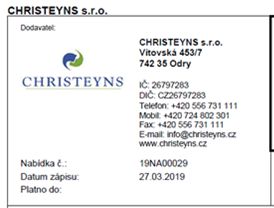 CHRISTEYNS s.r.o.
Dodavatel:
CHRISTEYNS
CHRISTEYNS s.r.o.
Vítovská 453/7
742 35 Odry
IČ: 26797283
DIČ: CZ26797283
Telefon: +420 556 731 111
Mobil: +420 724 802 301
Fax: +420 556 731 111
E-mail: info@christeyns.cz
www.christeyns.cz
Nabídka č.: 19NA00029
Datum zápisu: 27.03.2019
Platno do: